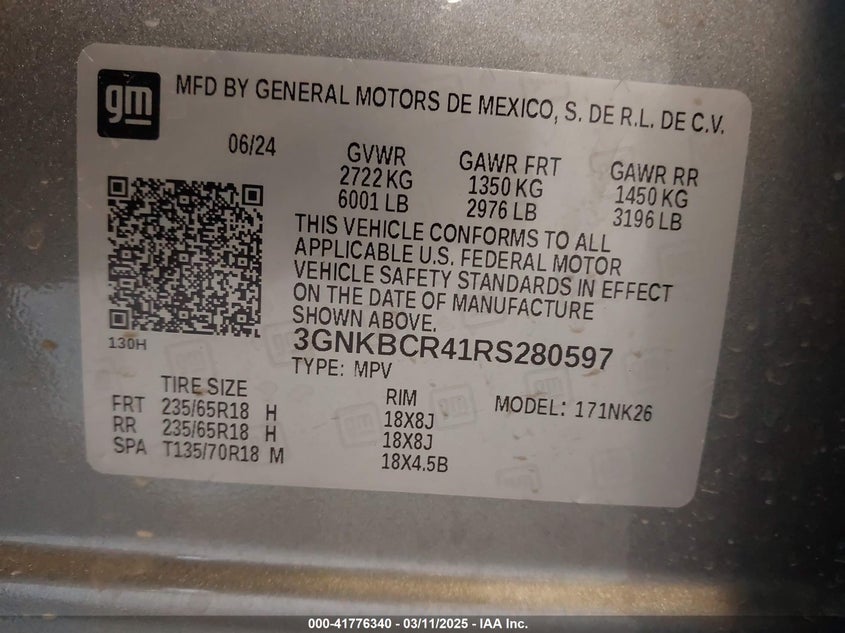 gm
MFD BY GENERAL MOTORS DE MEXICO, S. DE R.L. DE C.V.
06/24
GVWR GAWR FRT GAWR RR
2722 KG 1350 KG 1450 KG
6001 LB 2976 LB 3196 LB
THIS VEHICLE CONFORMS TO ALL
APPLICABLE U.S. FEDERAL MOTOR
VEHICLE SAFETY STANDARDS IN EFFECT
ON THE DATE OF MANUFACTURE
SHOWN ABOVE.
130H
3GNKBCR41RS280597
TYPE: MPV
TIRE SIZE RIM MODEL: 171NK26
FRT 235/65R18 H 18X8J
RR 235/65R18 H 18X8J
SPA T135/70R18 M 18X4.5B
000-41776340 - 03/11/2025 - IAA Inc.